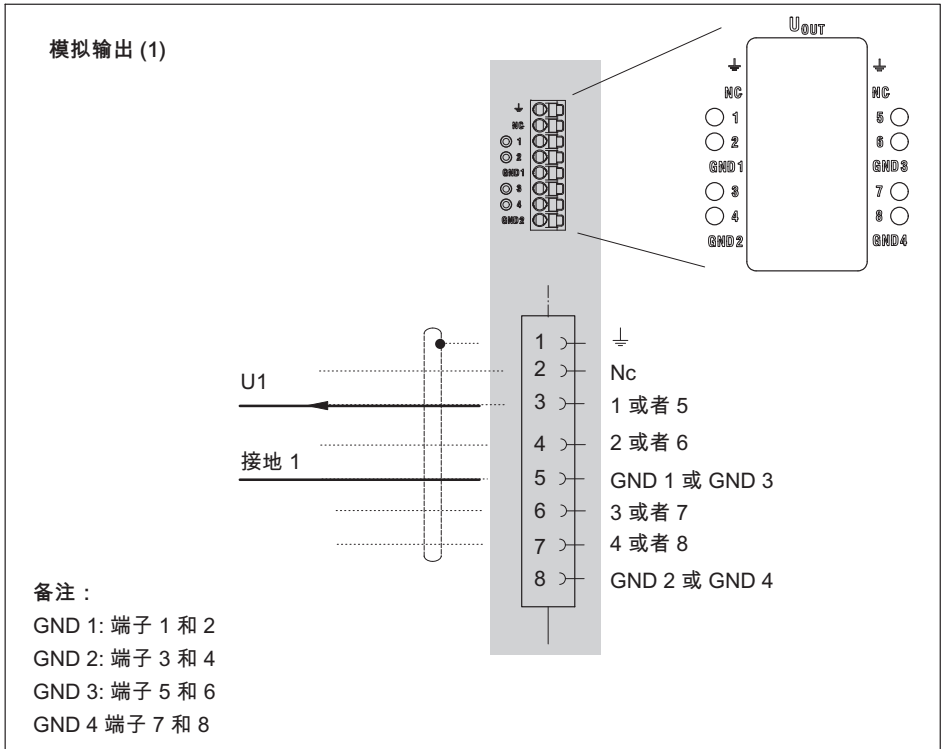 模拟输出 (1)
UOUT
⏚
NC
1
2
GND1
3
4
GND2
⏚
NC
1
2
GND1
3
4
GND2
⏚
NC
5
6
GND3
7
8
GND4
U1
接地 1
1
2
3
4
5
6
7
8
⏚
Nc
1 或者 5
2 或者 6
GND 1 或 GND 3
3 或者 7
4 或者 8
GND 2 或 GND 4
备注：
GND 1: 端子 1 和 2
GND 2: 端子 3 和 4
GND 3: 端子 5 和 6
GND 4 端子 7 和 8